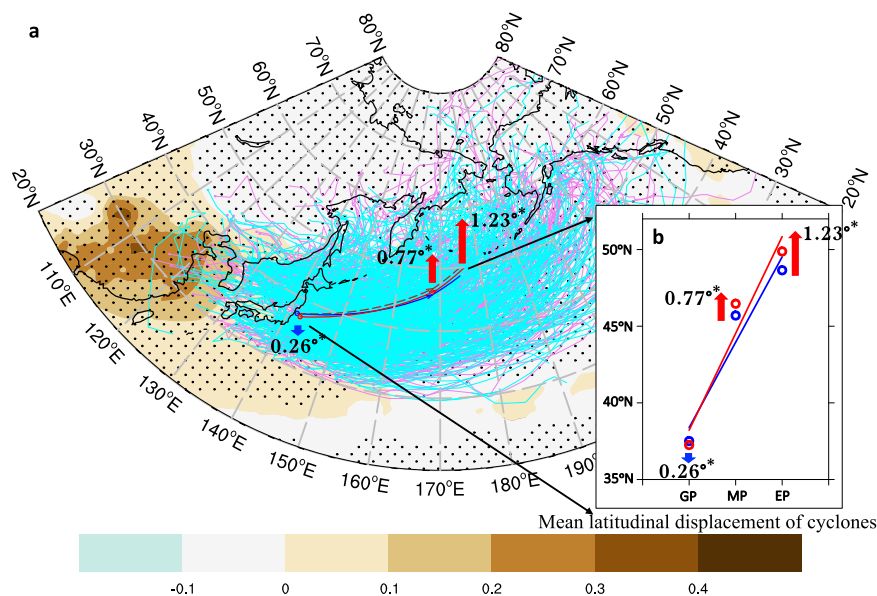 a
20°N
30°N
40°N
50°N
60°N
70°N
80°N
80°N
70°N
60°N
50°N
40°N
30°N
20°N
110°E
120°E
130°E
140°E
150°E
160°E
170°E
180°E
190°
0.77°*
1.23°*
0.26°*
b
50°N
45°N
40°N
35°N
1.23°*
0.77°*
0.26°*
GP MP EP
Mean latitudinal displacement of cyclones
-0.1 0 0.1 0.2 0.3 0.4